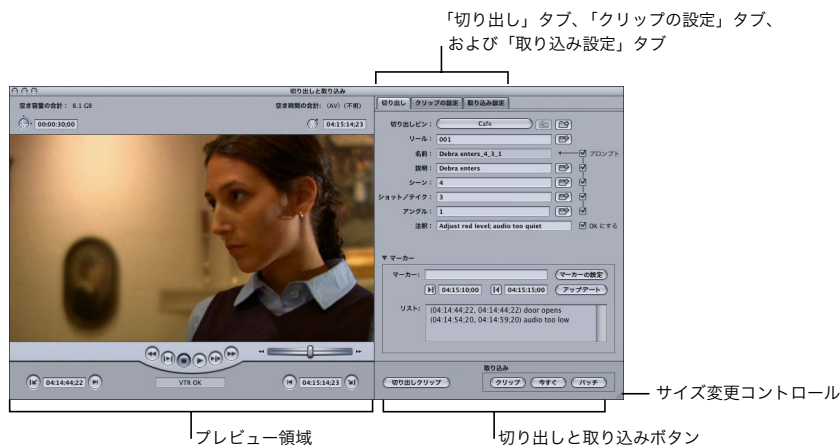 「切り出し」タブ、「クリップの設定」タブ、
および「取り込み設定」タブ
切り出しと取り込み
空き容量の合計： 8.1 GB
空き時間の合計： (AV) (不明)
00:00:30;00
04:15:14;23
切り出し クリップの設定 取り込み設定
切り出しビン： Cafe
リール： 001
名前： Debra enters_4_3_1 プロンプト
説明： Debra enters
シーン： 4
ショット／テイク： 3
アングル： 1
注釈： Adjust red level; audio too quiet OK にする
▼ マーカー
マーカー： マーカーの設定
04:15:10;00 04:15:15;00 アップデート
リスト： (04:14:44;22, 04:14:44;22) door opens
(04:14:54;20, 04:14:59;20) audio too low
04:14:44;22 VTR OK 04:15:14;23
取り込み
切り出しクリップ クリップ 今すぐ バッチ
サイズ変更コントロール
プレビュー領域
切り出しと取り込みボタン